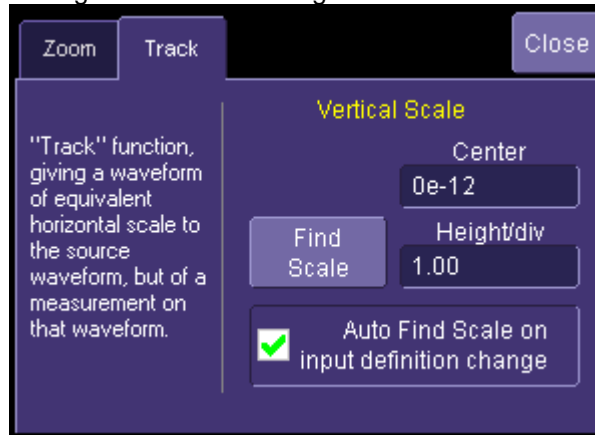 Zoom Track Close
"Track" function,
giving a waveform
of equivalent
horizontal scale to
the source
waveform, but of a
measurement on
that waveform.
Vertical Scale
Center
0e-12
Find
Scale
Height/div
1.00
Auto Find Scale on
input definition change